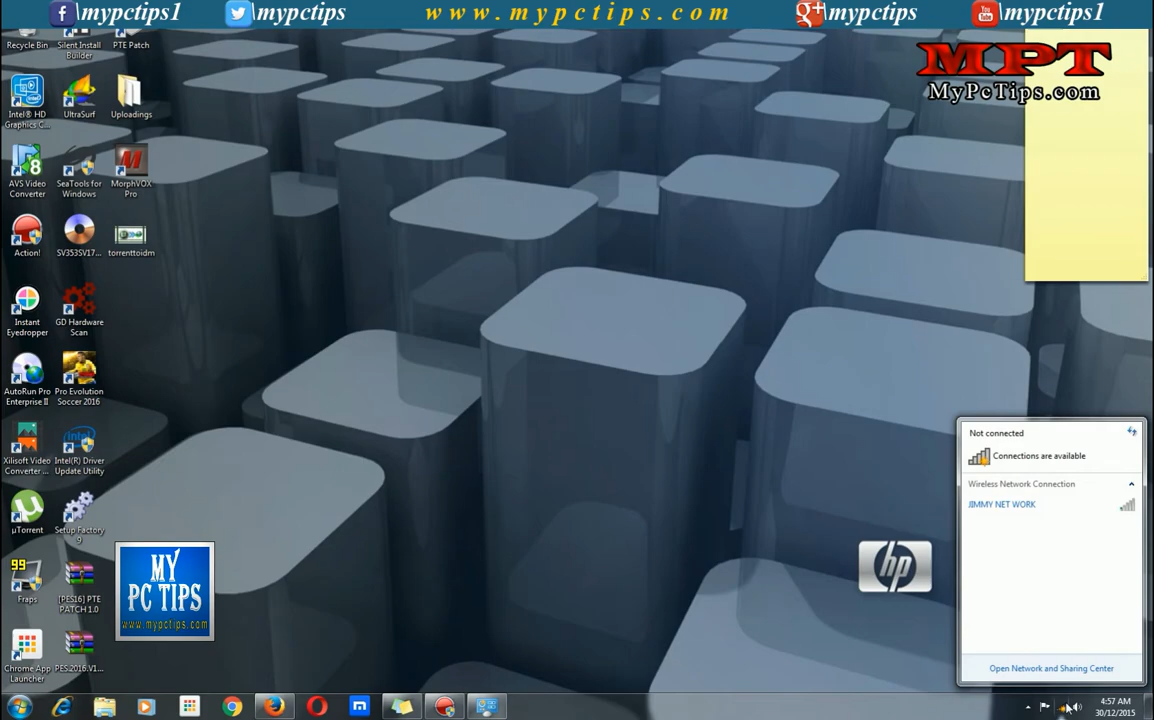 f\mypctips1
\mypctips
www.mypctips.com
g+\mypctips
You Tube \mypctips1
MPT
MyPcTips.com
Recycle Bin
Silent Install Builder
PTE Patch
Intel® HD Graphics C...
UltraSurf
Uploadings
AVS Video Converter
8
SeaTools for Windows
MorphVOX Pro
Action!
SV353SV17...
torrenttoidm
Instant Eyedropper
GD Hardware Scan
AutoRun Pro Enterprise II
Pro Evolution Soccer 2016
Xilisoft Video Converter ...
Intel(R) Driver Update Utility
µTorrent
Setup Factory 9
99
Fraps
[PES16] PTE PATCH 1.0
Chrome App Launcher
PES.2016.V1...
MY
PC TIPS
www.mypctips.com
hp
Not connected
Connections are available
Wireless Network Connection
JIMMY NET WORK
Open Network and Sharing Center
4:57 AM
30/12/2015